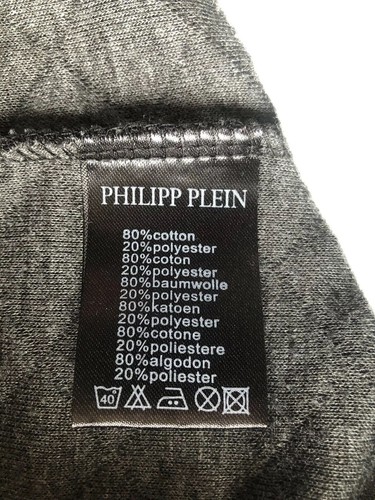 PHILIPP PLEIN
80%cotton
20%polyester
80%coton
20%polyester
80%baumwolle
20%polyester
80%katoen
20%polyester
80%cotone
20%poliestere
80%algodon
20%poliester
40